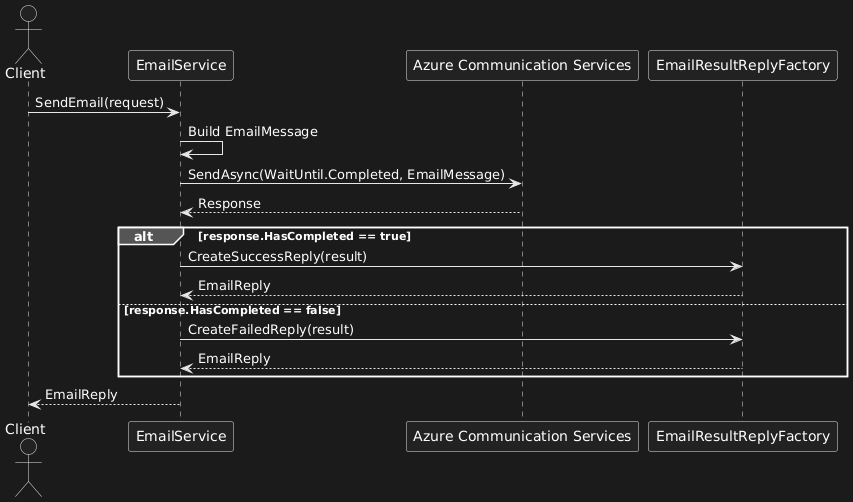 Client
EmailService
Azure Communication Services
EmailResultReplyFactory
SendEmail(request)
Build EmailMessage
SendAsync(WaitUntil.Completed, EmailMessage)
Response
alt
[response.HasCompleted == true]
CreateSuccessReply(result)
EmailReply
[response.HasCompleted == false]
CreateFailedReply(result)
EmailReply
EmailReply
Client
EmailService
Azure Communication Services
EmailResultReplyFactory